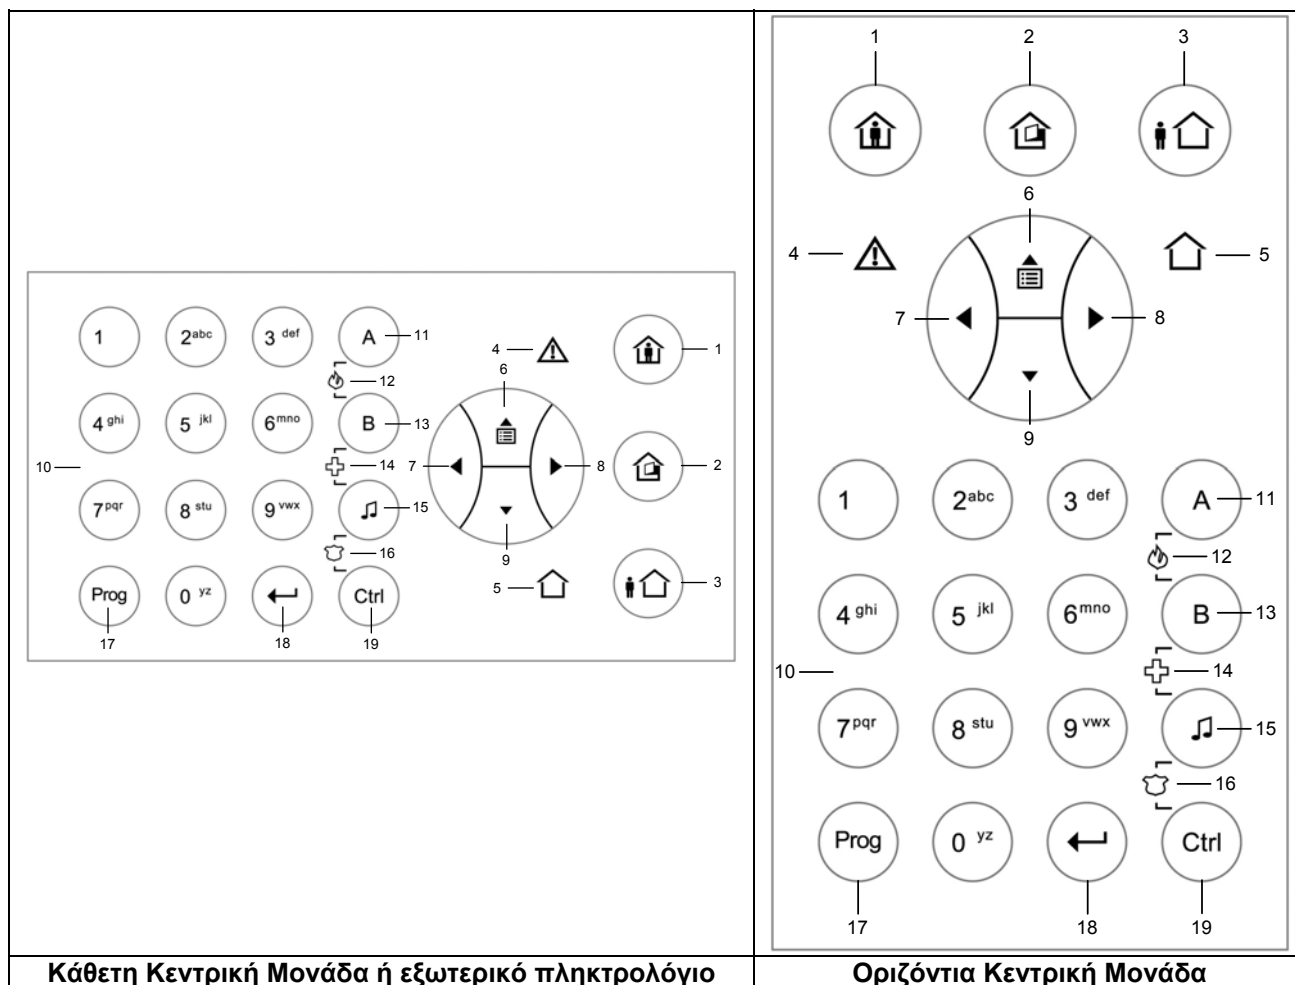 1
2abc
3 def
A
11
4
1
12
6
4 ghi
5 jkl
6mno
B
13
10
14
7
8
2
7pqr
8 stu
9 vwx
15
9
16
5
3
Prog
0 yz
Ctrl
17
18
19
Κάθετη Κεντρική Μονάδα ή εξωτερικό πληκτρολόγιο
1
2
3
6
4
5
7
8
9
1
2abc
3 def
A
11
12
4 ghi
5 jkl
6mno
B
13
10
14
7pqr
8 stu
9 vwx
15
16
Prog
0 yz
Ctrl
17
18
19
Οριζόντια Κεντρική Μονάδα